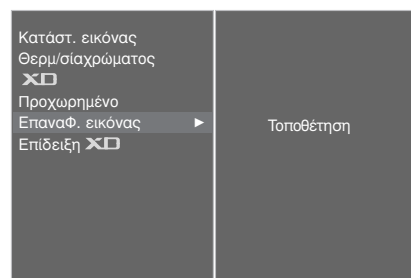 Κατάστ. εικόνας
Θερμ/σίαχρώματος
XD
Προχωρημένο
ΕπαναΦ. εικόνας ►
Επίδειξη XD
Τοποθέτηση